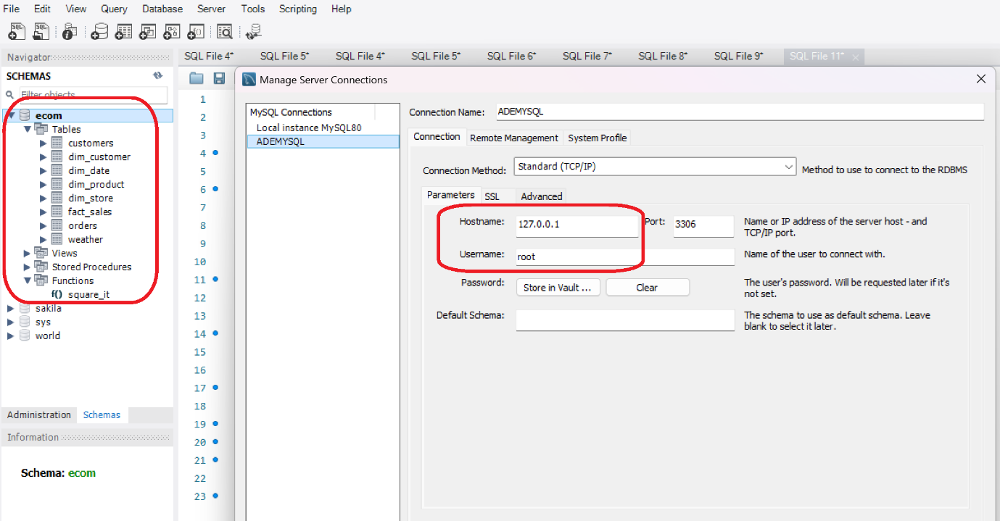 File Edit View Query Database Server Tools Scripting Help
Navigator
SCHEMAS
Filter objects
ecom
Tables
customers
dim_customer
dim_date
dim_product
dim_store
fact_sales
orders
weather
Views
Stored Procedures
Functions
f() square_it
sakila
sys
world
Administration Schemas
Information
Schema: ecom
SQL File 4* SQL File 5* SQL File 4* SQL File 5* SQL File 6* SQL File 7* SQL File 8* SQL File 9* SQL File 11*
1
2
3
4
5
6
7
8
9
10
11
12
13
14
15
16
17
18
19
20
21
22
23
Manage Server Connections
MySQL Connections
Local instance MySQL80
ADEMYSQL
Connection Name: ADEMYSQL
Connection Remote Management System Profile
Connection Method: Standard (TCP/IP) Method to use to connect to the RDBMS
Parameters SSL Advanced
Hostname: 127.0.0.1 Port: 3306 Name or IP address of the server host - and
TCP/IP port.
Username: root Name of the user to connect with.
Password: Store in Vault ... Clear The user's password. Will be requested later if it's
not set.
Default Schema: The schema to use as default schema. Leave
blank to select it later.